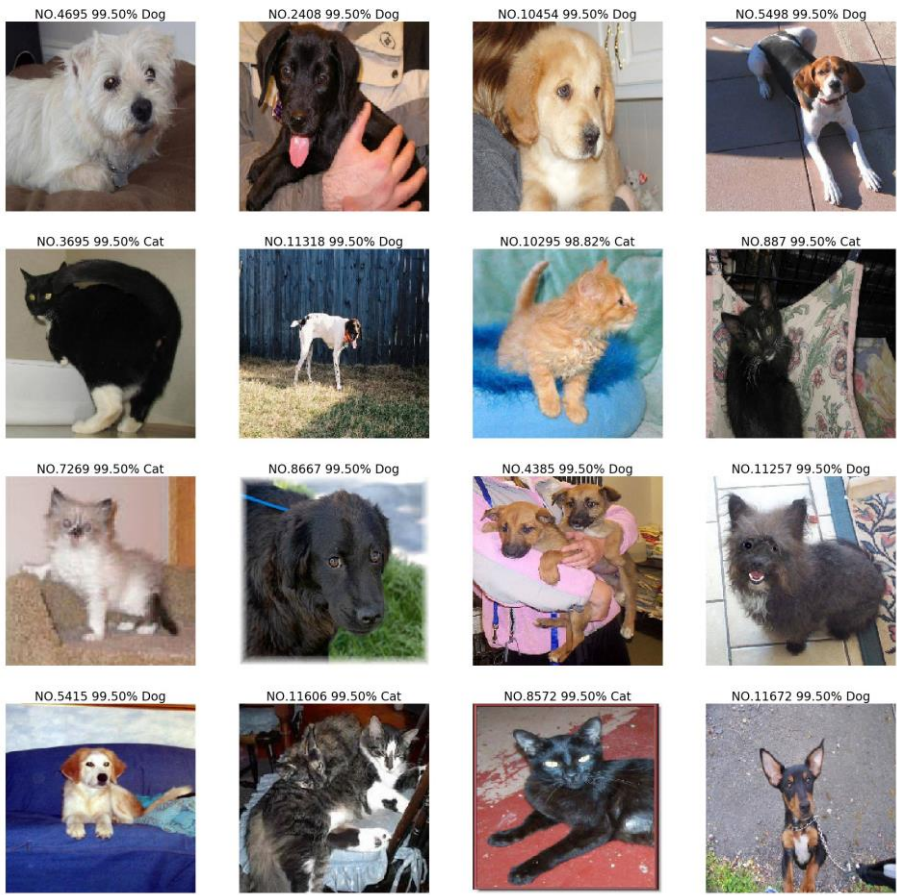 NO.4695 99.50% Dog
NO.2408 99.50% Dog
NO.10454 99.50% Dog
NO.5498 99.50% Dog
NO.3695 99.50% Cat
NO.11318 99.50% Dog
NO.10295 98.82% Cat
NO.887 99.50% Cat
NO.7269 99.50% Cat
NO.8667 99.50% Dog
NO.4385 99.50% Dog
NO.11257 99.50% Dog
NO.5415 99.50% Dog
NO.11606 99.50% Cat
NO.8572 99.50% Cat
NO.11672 99.50% Dog